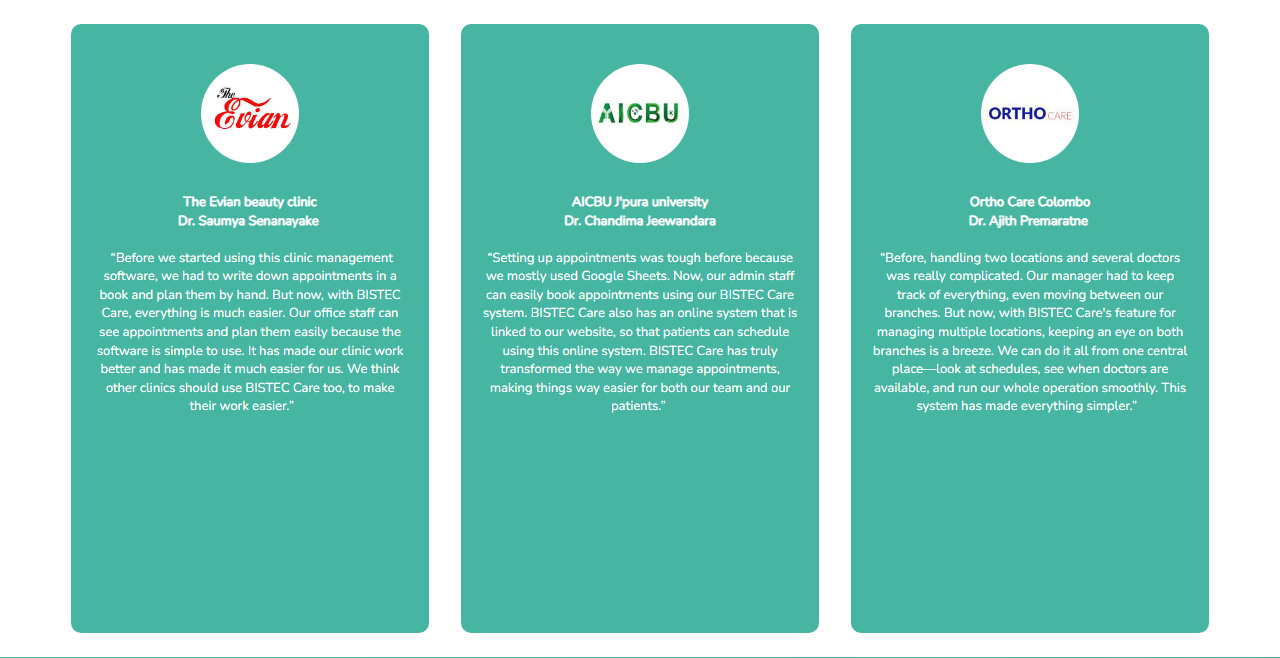 The
Evian
The Evian beauty clinic
Dr. Saumya Senanayake
“Before we started using this clinic management
software, we had to write down appointments in a
book and plan them by hand. But now, with BISTEC
Care, everything is much easier. Our office staff can
see appointments and plan them easily because the
software is simple to use. It has made our clinic work
better and has made it much easier for us. We think
other clinics should use BISTEC Care too, to make
their work easier.”
AICBU
AICBU J'pura university
Dr. Chandima Jeewandara
“Setting up appointments was tough before because
we mostly used Google Sheets. Now, our admin staff
can easily book appointments using our BISTEC Care
system. BISTEC Care also has an online system that is
linked to our website, so that patients can schedule
using this online system. BISTEC Care has truly
transformed the way we manage appointments,
making things way easier for both our team and our
patients.”
ORTHO CARE
Ortho Care Colombo
Dr. Ajith Premaratne
“Before, handling two locations and several doctors
was really complicated. Our manager had to keep
track of everything, even moving between our
branches. But now, with BISTEC Care's feature for
managing multiple locations, keeping an eye on both
branches is a breeze. We can do it all from one central
place—look at schedules, see when doctors are
available, and run our whole operation smoothly. This
system has made everything simpler.”